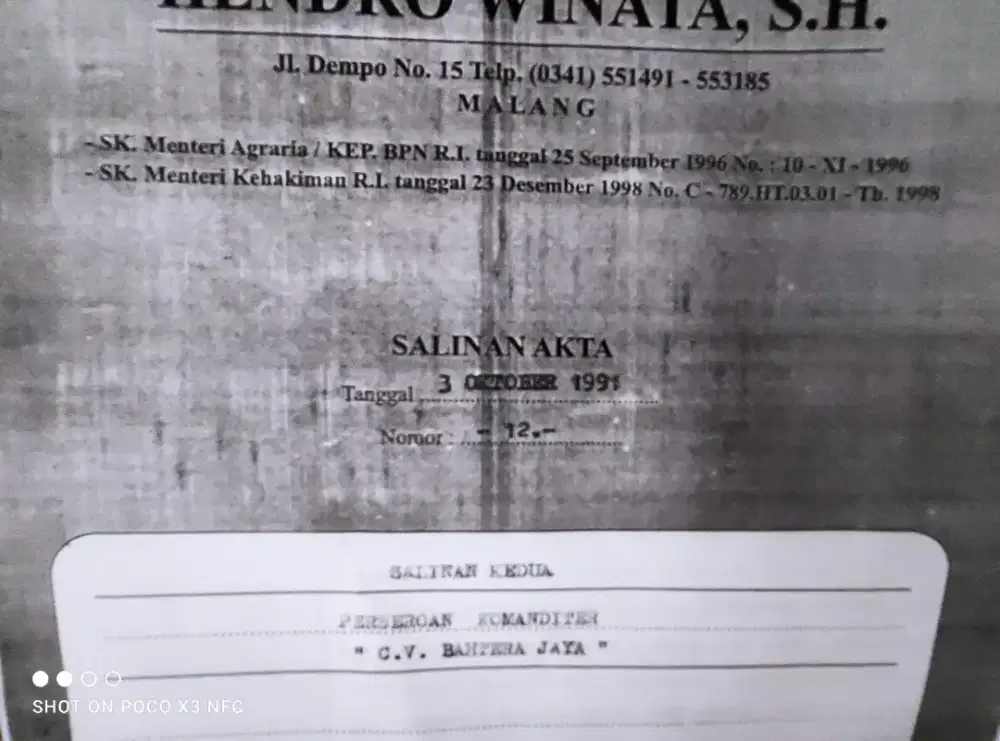 HENDRO WINATA, S.H.
Jl. Dempo No. 15 Telp. (0341) 551491 - 553185
MALANG
- SK. Menteri Agraria / KEP. BPN R.I. tanggal 25 September 1996 No. : 10 - XI - 1996
- SK. Menteri Kehakiman R.I. tanggal 23 Desember 1998 No. C - 789.HT.03.01 - Th. 1998
SALINAN AKTA
Tanggal 3 OKTOBER 1991
Nomor : - 12.-
SALINAN KEDUA
PERSEROAN KOMANDITER
" C.V. BAHTERA JAYA "
SHOT ON POCO X3 NFC